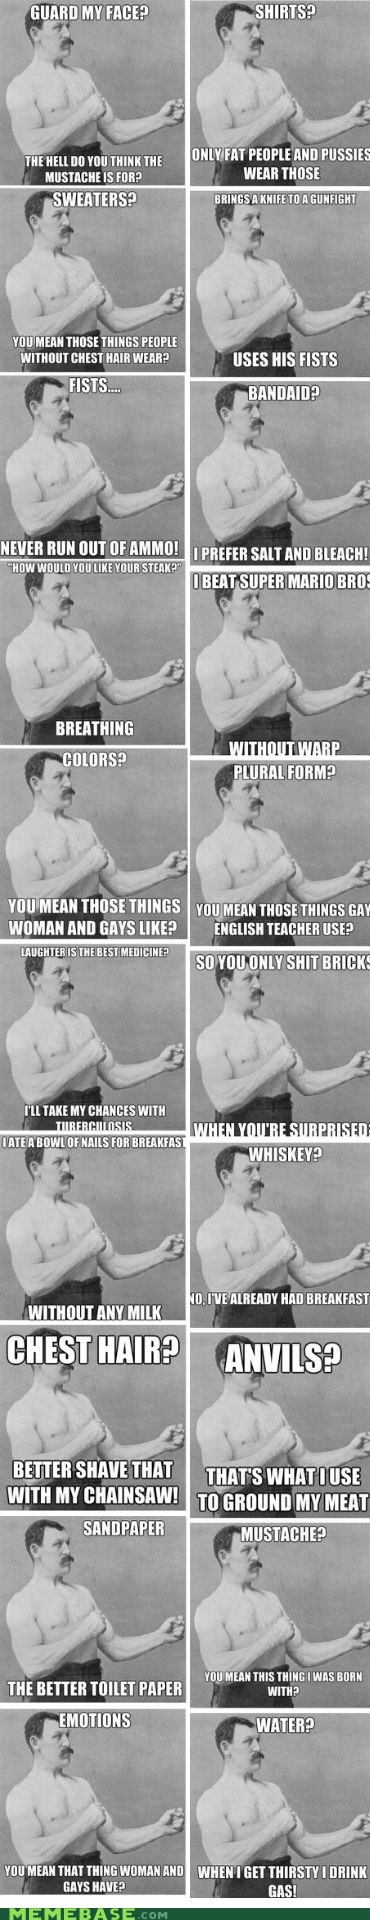 GUARD MY FACE?
THE HELL DO YOU THINK THE
MUSTACHE IS FOR?
SHIRTS?
ONLY FAT PEOPLE AND PUSSIES
WEAR THOSE
SWEATERS?
YOU MEAN THOSE THINGS PEOPLE
WITHOUT CHEST HAIR WEAR?
BRINGS A KNIFE TO A GUNFIGHT
USES HIS FISTS
FISTS....
NEVER RUN OUT OF AMMO!
BANDAID?
I PREFER SALT AND BLEACH!
"HOW WOULD YOU LIKE YOUR STEAK?"
BREATHING
I BEAT SUPER MARIO BROS
WITHOUT WARP
COLORS?
YOU MEAN THOSE THINGS
WOMAN AND GAYS LIKE?
PLURAL FORM?
YOU MEAN THOSE THINGS GAY
ENGLISH TEACHER USE?
LAUGHTER IS THE BEST MEDICINE?
I'LL TAKE MY CHANCES WITH
TUBERCULOSIS
SO YOU ONLY SHIT BRICKS
WHEN YOU'RE SURPRISED?
I ATE A BOWL OF NAILS FOR BREAKFAST
WITHOUT ANY MILK
WHISKEY?
NO, I'VE ALREADY HAD BREAKFAST
CHEST HAIR?
BETTER SHAVE THAT
WITH MY CHAINSAW!
ANVILS?
THAT'S WHAT I USE
TO GROUND MY MEAT
SANDPAPER
THE BETTER TOILET PAPER
MUSTACHE?
YOU MEAN THIS THING I WAS BORN
WITH?
EMOTIONS
YOU MEAN THAT THING WOMAN AND
GAYS HAVE?
WATER?
WHEN I GET THIRSTY I DRINK
GAS!
MEMEBASE.COM